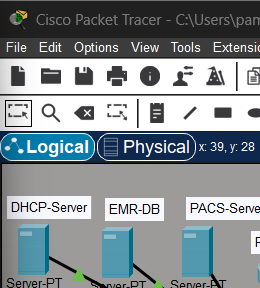 Cisco Packet Tracer - C:\Users\pam
File Edit Options View Tools Extensio
Logical Physical x: 39, y: 28
DHCP-Server EMR-DB PACS-Serve
Server-PT Server-PT Server-PT